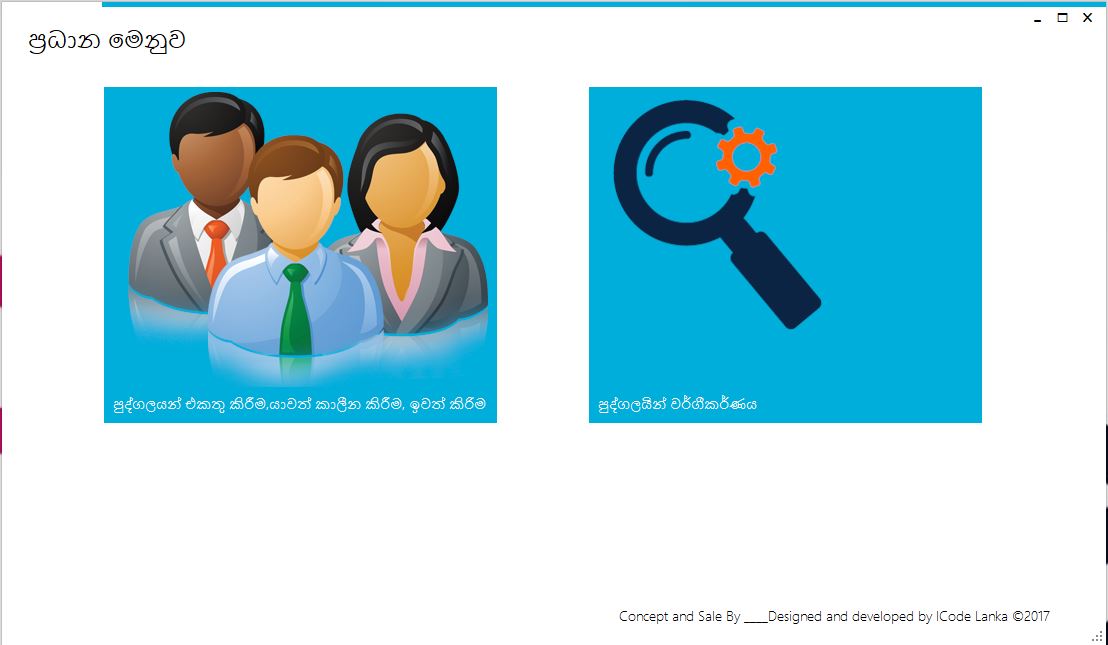 ප්‍රධාන මෙනුව
පුද්ගලයන් එකතු කිරීම,යාවත් කාලීන කිරීම, ඉවත් කිරිම
පුද්ගලයින් වර්ගීකර්ණය
Concept and Sale By ____Designed and developed by ICode Lanka ©2017